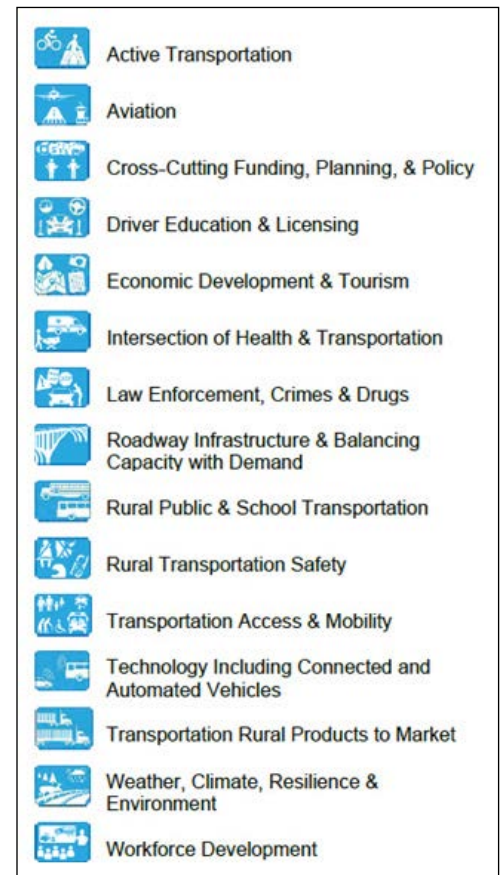 Active Transportation
Aviation
Cross-Cutting Funding, Planning, & Policy
Driver Education & Licensing
Economic Development & Tourism
Intersection of Health & Transportation
Law Enforcement, Crimes & Drugs
Roadway Infrastructure & Balancing
Capacity with Demand
Rural Public & School Transportation
Rural Transportation Safety
Transportation Access & Mobility
Technology Including Connected and
Automated Vehicles
Transportation Rural Products to Market
Weather, Climate, Resilience &
Environment
Workforce Development